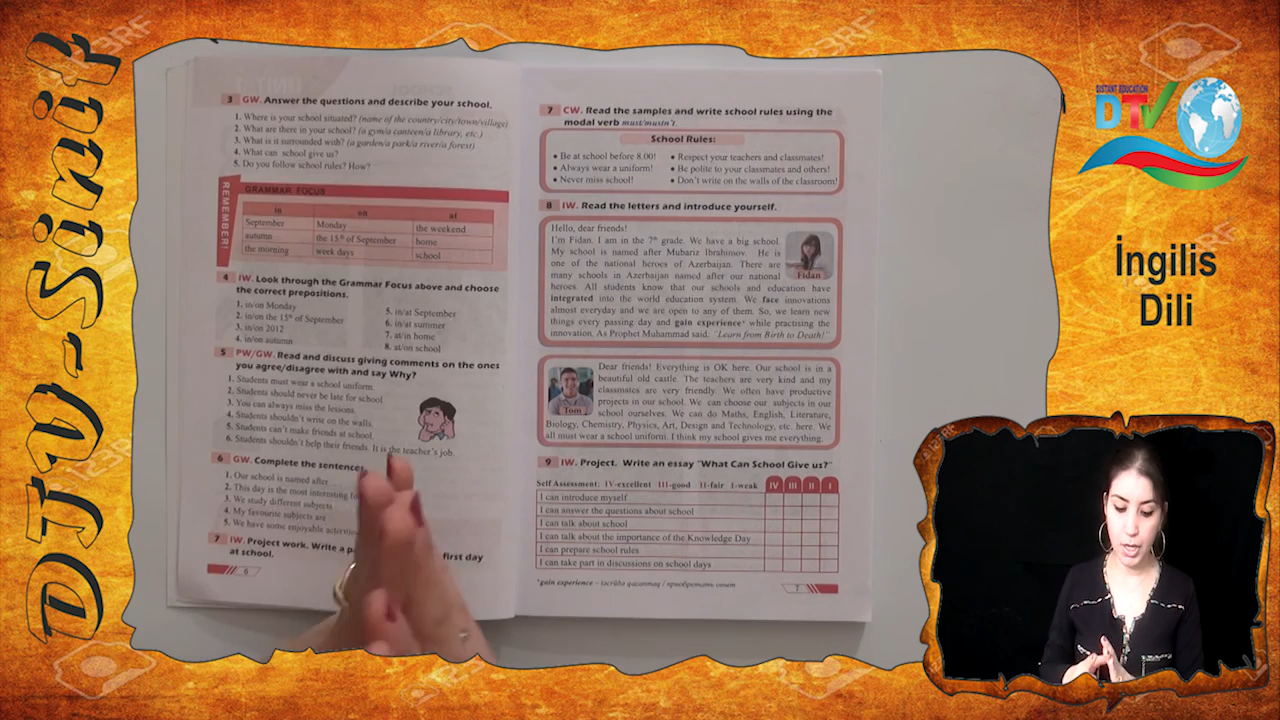 DTV-Sinif
3 GW. Answer the questions and describe your school.
1. Where is your school situated? (name of the country/city/town/village)
2. What are there in your school? (a gym/a canteen/a library, etc.)
3. What is it surrounded with? (a garden/a park/a river/a forest)
4. What can school give us?
5. Do you follow school rules? How?
REMEMBER!
GRAMMAR FOCUS
in on at
September Monday the weekend
autumn the 15th of September home
the morning week days school
4 IW. Look through the Grammar Focus above and choose
the correct prepositions.
1. in/on Monday
2. in/on the 15th of September
3. in/on 2012
4. in/on autumn
5. in/at September
6. in/at summer
7. at/in home
8. at/on school
5 PW/GW. Read and discuss giving comments on the ones
you agree/disagree with and say Why?
1. Students must wear a school uniform.
2. Students should never be late for school
3. You can always miss the lessons.
4. Students shouldn't write on the walls.
5. Students can't make friends at school.
6. Students shouldn't help their friends. It is the teacher's job.
6 GW. Complete the sentences
1. Our school is named after
2. This day is the most interesting
3. We study different subjects
4. My favourite subjects are
5. We have some enjoyable
7 IW. Project work. Write a first day
at school.
6
7 CW. Read the samples and write school rules using the
modal verb must/mustn't.
School Rules:
• Be at school before 8.00!
• Always wear a uniform!
• Never miss school!
• Respect your teachers and classmates!
• Be polite to your classmates and others!
• Don't write on the walls of the classroom!
8 IW. Read the letters and introduce yourself.
Hello, dear friends!
I'm Fidan. I am in the 7th grade. We have a big school.
My school is named after Mubariz Ibrahimov. He is
one of the national heroes of Azerbaijan. There are
many schools in Azerbaijan named after our national
heroes. All students know that our schools and education have
integrated into the world education system. We face innovations
almost everyday and we are open to any of them. So, we learn new
things every passing day and gain experience* while practising the
innovation. As Prophet Muhammad said. "Learn from Birth to Death!"
Fidan
Dear friends! Everything is OK here. Our school is in a
beautiful old castle. The teachers are very kind and my
classmates are very friendly. We often have productive
projects in our school. We can choose our subjects in our
school ourselves. We can do Maths, English, Literature,
Biology, Chemistry, Physics, Art, Design and Technology, etc. here. We
all must wear a school uniform. I think my school gives me everything.
Tom
9 IW. Project. Write an essay "What Can School Give us?"
Self Assessment: IV-excellent III-good II-fair I-weak IV III II I
I can introduce myself
I can answer the questions about school
I can talk about school
I can talk about the importance of the Knowledge Day
I can prepare school rules
I can take part in discussions on school days
*gain experience – təcrübə qazanmaq / приобретать опыт
7
DISTANT EDUCATION
DTV
İngilis
Dili